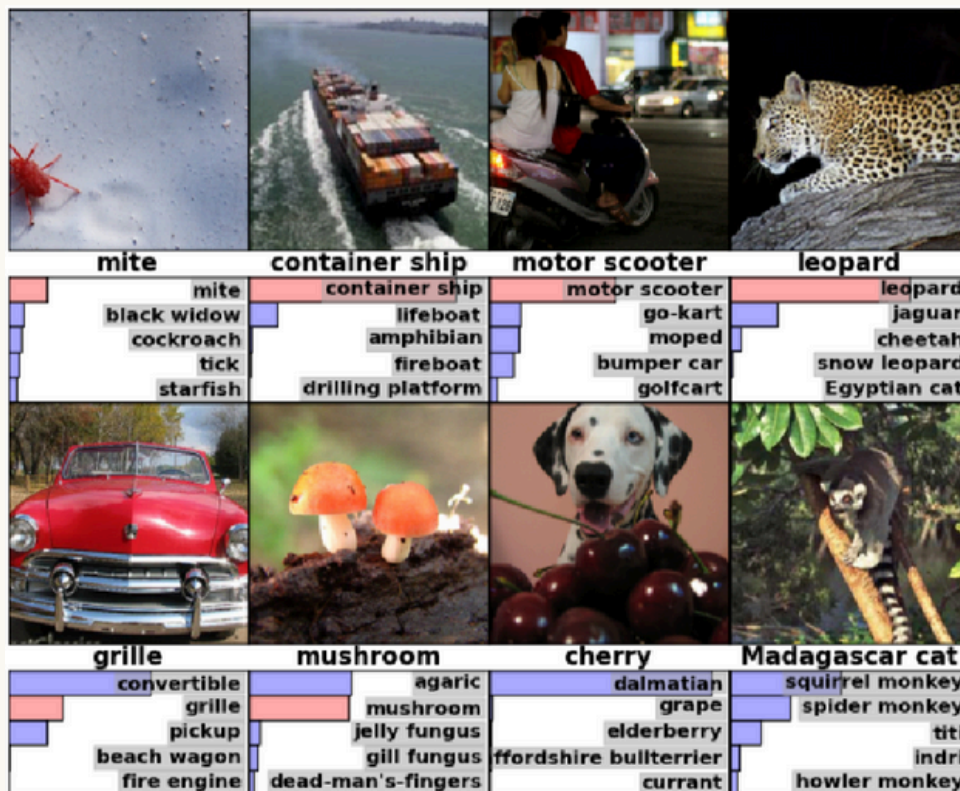 mite
container ship
motor scooter
leopard
mite
black widow
cockroach
tick
starfish
container ship
lifeboat
amphibian
fireboat
drilling platform
motor scooter
go-kart
moped
bumper car
golfcart
leopard
jaguar
cheetah
snow leopard
Egyptian cat
grille
mushroom
cherry
Madagascar cat
convertible
grille
pickup
beach wagon
fire engine
agaric
mushroom
jelly fungus
gill fungus
dead-man's-fingers
dalmatian
grape
elderberry
ffordshire bullterrier
currant
squirrel monkey
spider monkey
titi
indri
howler monkey